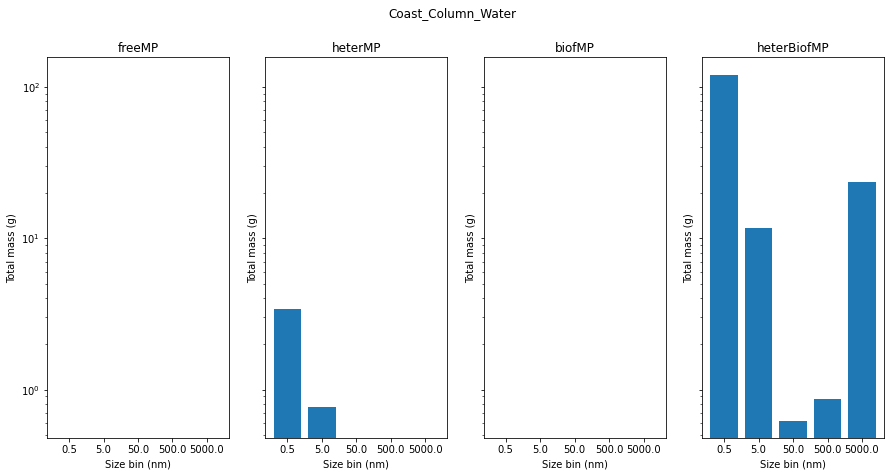 Coast_Column_Water
freeMP
heterMP
biofMP
heterBiofMP
Total mass (g)
10²
10¹
10⁰
0.5 5.0 50.0 500.0 5000.0
Size bin (nm)
Total mass (g)
0.5 5.0 50.0 500.0 5000.0
Size bin (nm)
Total mass (g)
0.5 5.0 50.0 500.0 5000.0
Size bin (nm)
Total mass (g)
0.5 5.0 50.0 500.0 5000.0
Size bin (nm)